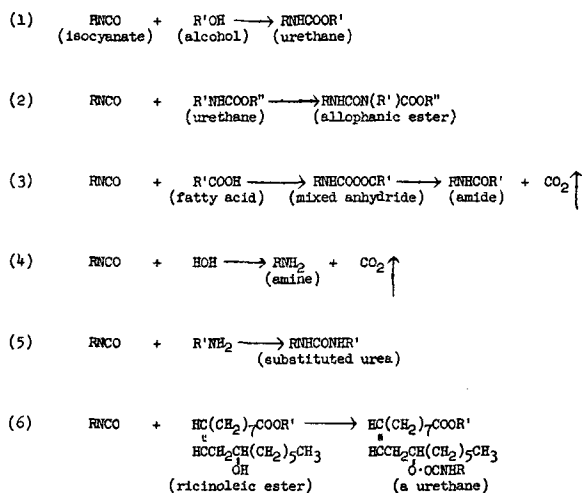 (1) RNCO + R'OH ⟶ RNHCOOR'
(isocyanate) (alcohol) (urethane)
(2) RNCO + R'NHCOOR" ⟶ RNHCON(R')COOR"
(urethane) (allophanic ester)
(3) RNCO + R'COOH ⟶ RNHCOOOCR' ⟶ RNHCOR' + CO2↑
(fatty acid) (mixed anhydride) (amide)
(4) RNCO + HOH ⟶ RNH2 + CO2↑
(amine)
(5) RNCO + R'NH2 ⟶ RNHCONHR'
(substituted urea)
(6) RNCO + HC(CH2)7COOR' ⟶ HC(CH2)7COOR'
HCCH2CH(CH2)5CH3 HCCH2CH(CH2)5CH3
OH O·OCNHR
(ricinoleic ester) (a urethane)